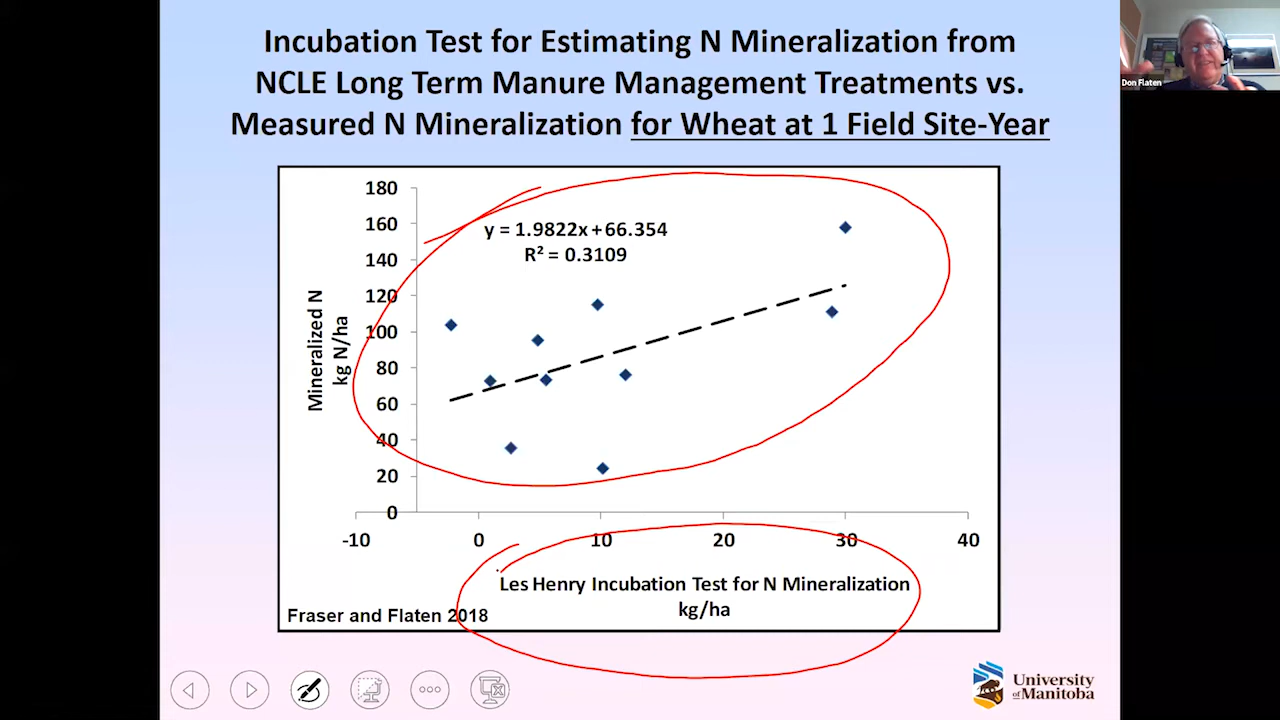 Incubation Test for Estimating N Mineralization from
NCLE Long Term Manure Management Treatments vs.
Measured N Mineralization for Wheat at 1 Field Site-Year
Don Flaten
180
160
140
120
100
80
60
40
20
0
y = 1.9822x + 66.354
R² = 0.3109
Mineralized N
kg N/ha
-10 0 10 20 30 40
Les Henry Incubation Test for N Mineralization
kg/ha
Fraser and Flaten 2018
University
of Manitoba